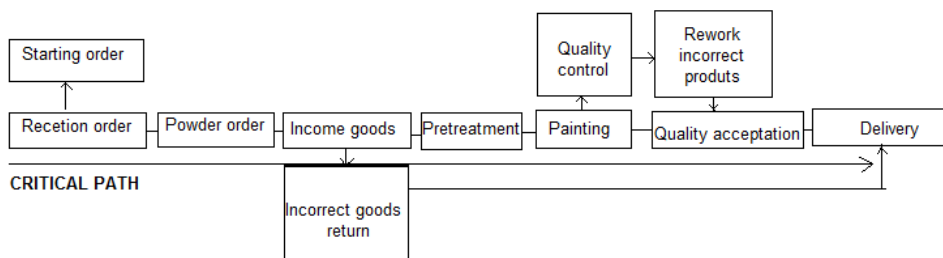 Starting order
Quality
control
Rework
incorrect
produts
Recetion order
Powder order
Income goods
Pretreatment
Painting
Quality acceptation
Delivery
CRITICAL PATH
Incorrect goods
return